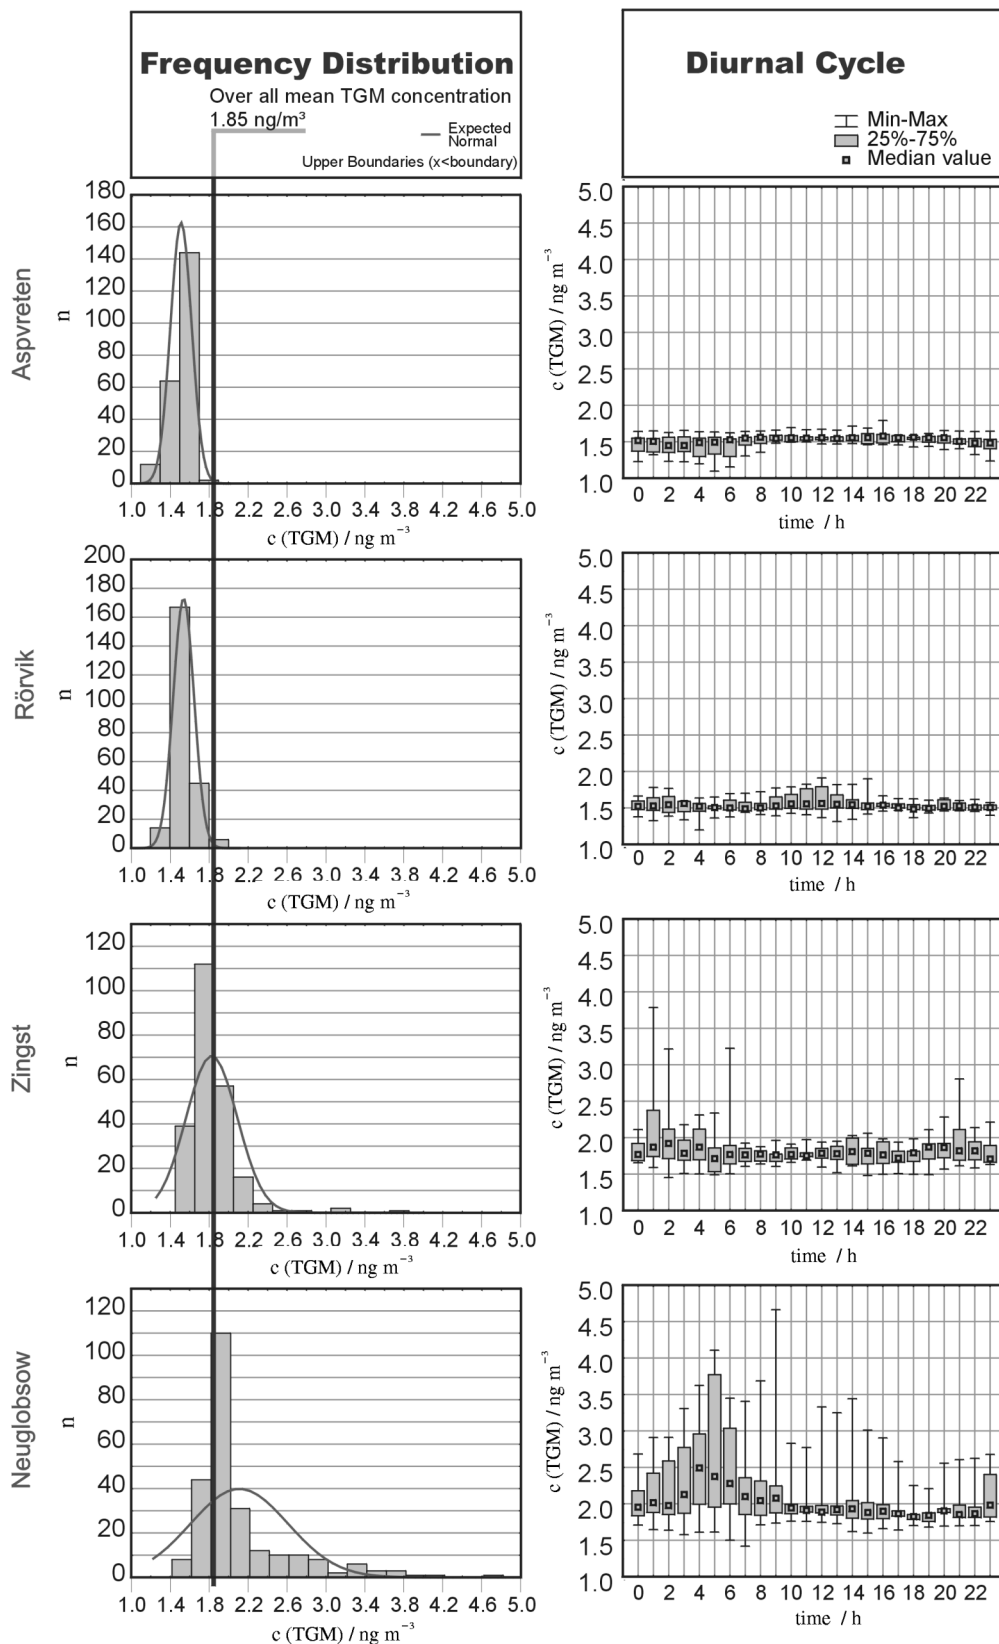 Frequency Distribution
Over all mean TGM concentration
1.85 ng/m³
Expected
Normal
Upper Boundaries (x<boundary)
Diurnal Cycle
Min-Max
25%-75%
Median value
Aspvreten
n
180
160
140
120
100
80
60
40
20
0
1.0 1.4 1.8 2.2 2.6 3.0 3.4 3.8 4.2 4.6 5.0
c (TGM) / ng m⁻³
c (TGM) / ng m⁻³
5.0
4.5
4.0
3.5
3.0
2.5
2.0
1.5
1.0
0 2 4 6 8 10 12 14 16 18 20 22
time / h
Rörvik
n
200
180
160
140
120
100
80
60
40
20
0
1.0 1.4 1.8 2.2 2.6 3.0 3.4 3.8 4.2 4.6 5.0
c (TGM) / ng m⁻³
c (TGM) / ng m⁻³
5.0
4.5
4.0
3.5
3.0
2.5
2.0
1.5
1.0
0 2 4 6 8 10 12 14 16 18 20 22
time / h
Zingst
n
120
100
80
60
40
20
0
1.0 1.4 1.8 2.2 2.6 3.0 3.4 3.8 4.2 4.6 5.0
c (TGM) / ng m⁻³
c (TGM) / ng m⁻³
5.0
4.5
4.0
3.5
3.0
2.5
2.0
1.5
1.0
0 2 4 6 8 10 12 14 16 18 20 22
time / h
Neuglobsow
n
120
100
80
60
40
20
0
1.0 1.4 1.8 2.2 2.6 3.0 3.4 3.8 4.2 4.6 5.0
c (TGM) / ng m⁻³
c (TGM) / ng m⁻³
5.0
4.5
4.0
3.5
3.0
2.5
2.0
1.5
1.0
0 2 4 6 8 10 12 14 16 18 20 22
time / h